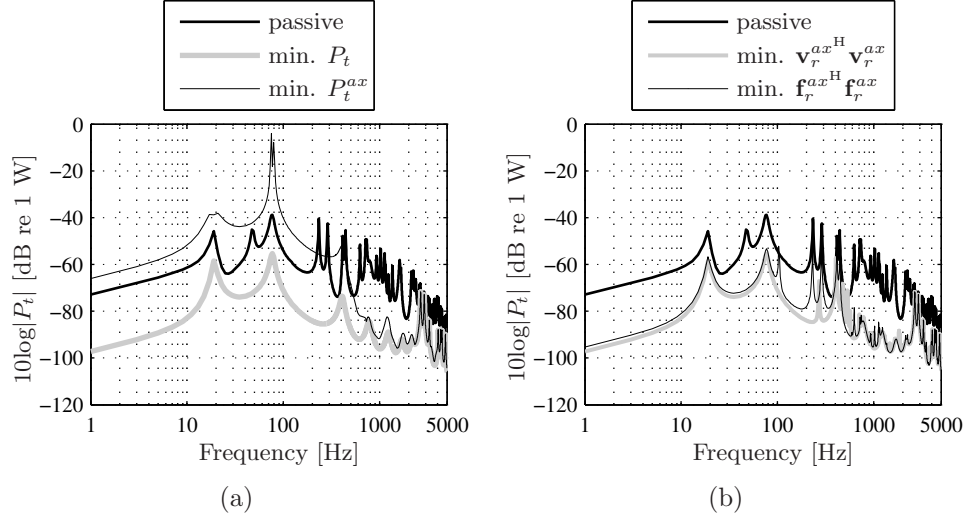 passive
min. P_t
min. P_t^{ax}
0
−20
−40
−60
−80
−100
−120
10log|P_t| [dB re 1 W]
1
10
100
1000
5000
Frequency [Hz]
(a)
passive
min. v_r^{ax^H} v_r^{ax}
min. f_r^{ax^H} f_r^{ax}
0
−20
−40
−60
−80
−100
−120
10log|P_t| [dB re 1 W]
1
10
100
1000
5000
Frequency [Hz]
(b)